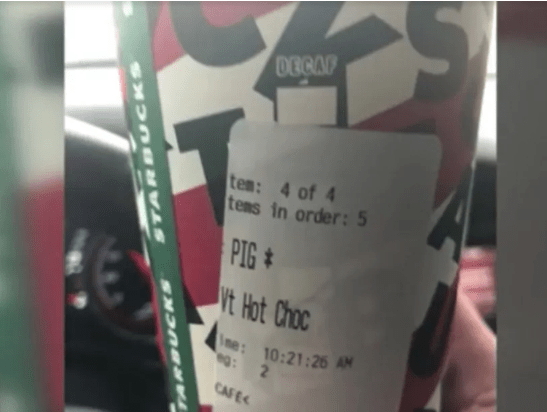 DECAF
STARBUCKS
STARBUCKS
tem: 4 of 4
tems in order: 5
PIG *
Vt Hot Choc
ime: 10:21:26 AM
eg: 2
CAFE<